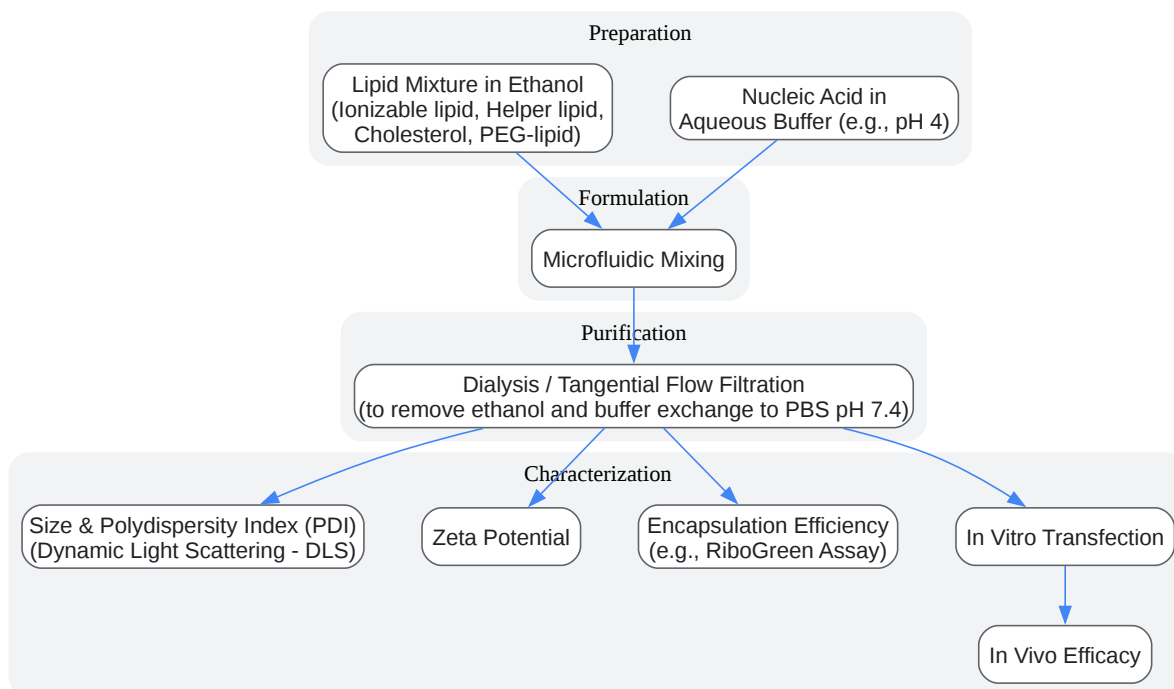 Preparation
Lipid Mixture in Ethanol
(Ionizable lipid, Helper lipid,
Cholesterol, PEG-lipid)
Nucleic Acid in
Aqueous Buffer (e.g., pH 4)
Formulation
Microfluidic Mixing
Purification
Dialysis / Tangential Flow Filtration
(to remove ethanol and buffer exchange to PBS pH 7.4)
Characterization
Size & Polydispersity Index (PDI)
(Dynamic Light Scattering - DLS)
Zeta Potential
Encapsulation Efficiency
(e.g., RiboGreen Assay)
In Vitro Transfection
In Vivo Efficacy